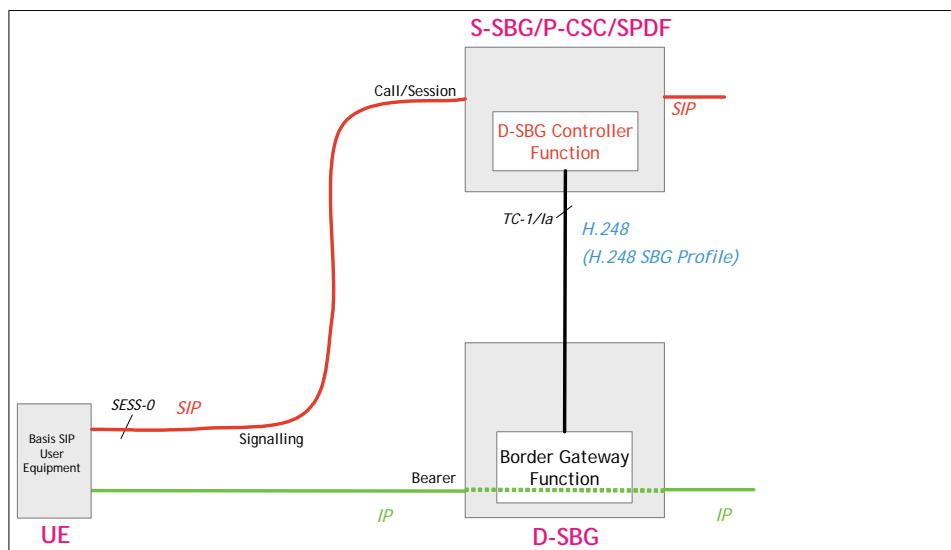 S-SBG/P-CSC/SPDF
Call/Session
SIP
D-SBG Controller
Function
TC-1/Ia
H.248
(H.248 SBG Profile)
SESS-0
SIP
Signalling
Basis SIP
User
Equipment
Border Gateway
Function
Bearer
IP
IP
UE
D-SBG